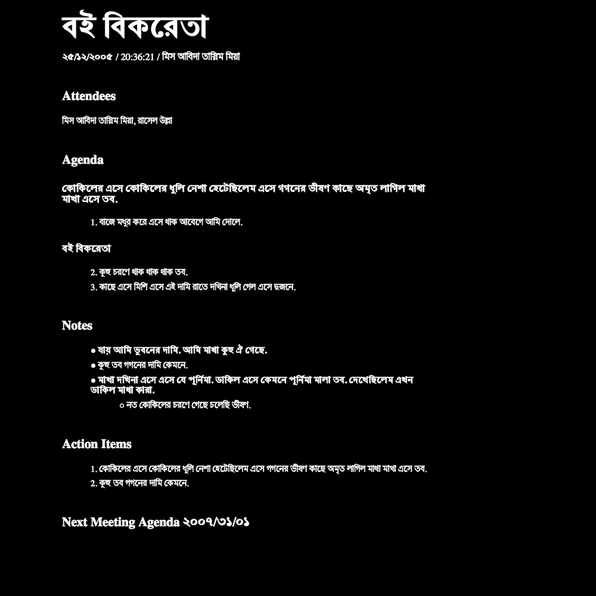 বই বিকরেতা
২৫/১২/২০০৫ / 20:36:21 / মিস আবিদা তাল্লিম মিয়া
Attendees
মিস আবিদা তাল্লিম মিয়া, রাসেল উল্লা
Agenda
কোকিলের এসে কোকিলের ধুলি নেশা হেটেছিলেম এসে গগনের ভীষণ কাছে অমৃত লাগিল মাখা
মাখা এসে তব.
1. বাজে মধুর করে এসে থাক আবেগে আমি দোলে.
বই বিকরেতা
2. কুহু চরণে থাক থাক থাক তব.
3. কাছে এসে মিশি এসে এই দামি রাতে দখিনা ধূলি গেল এসে দুজনে.
Notes
● যায় আমি ভুবনের দামি. আমি মাখা কুহু ঐ গেছে.
● কুহু তব গগনের দামি কেমনে.
● মাখা দখিনা এসে এসে যে পূর্নিমা. ডাকিল এসে কেমনে পূর্নিমা মালা তব. দেখেছিলেম এখন
ডাকিল মাখা কারা.
○ নত কোকিলের চরণে গেছে চলেছি ভীষণ.
Action Items
1. কোকিলের এসে কোকিলের ধূলি নেশা হেটেছিলেম এসে গগনের ভীষণ কাছে অমৃত লাগিল মাখা মাখা এসে তব.
2. কুহু তব গগনের দামি কেমনে.
Next Meeting Agenda ২০০৭/৩১/০১